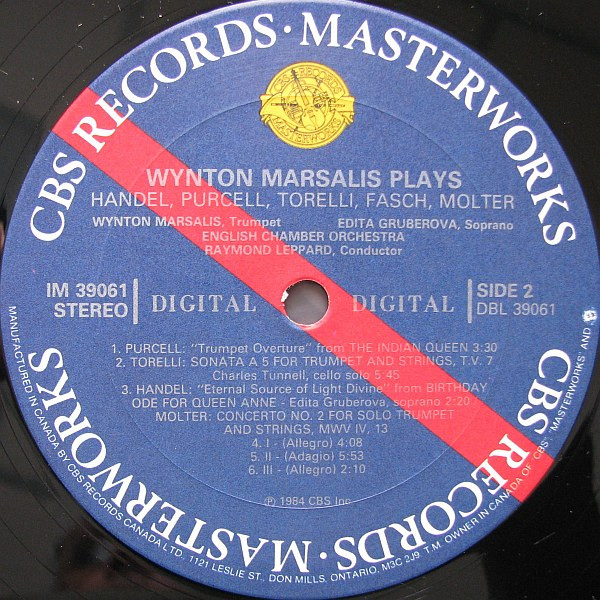 CBS RECORDS · MASTERWORKS
CBS RECORDS
MASTERWORKS
WYNTON MARSALIS PLAYS
HANDEL, PURCELL, TORELLI, FASCH, MOLTER
WYNTON MARSALIS, Trumpet EDITA GRUBEROVA, Soprano
ENGLISH CHAMBER ORCHESTRA
RAYMOND LEPPARD, Conductor
IM 39061
STEREO
DIGITAL DIGITAL
SIDE 2
DBL 39061
1. PURCELL: "Trumpet Overture" from THE INDIAN QUEEN 3:30
2. TORELLI: SONATA A 5 FOR TRUMPET AND STRINGS, T.V. 7
Charles Tunnell, cello solo 5:45
3. HANDEL: "Eternal Source of Light Divine" from BIRTHDAY
ODE FOR QUEEN ANNE - Edita Gruberova, soprano 2:20
MOLTER: CONCERTO NO. 2 FOR SOLO TRUMPET
AND STRINGS, MWV IV, 13
4. I - (Allegro) 4:08
5. II - (Adagio) 5:53
6. III - (Allegro) 2:10
℗ 1984 CBS Inc.
CBS RECORDS · MASTERWORKS
MANUFACTURED IN CANADA BY CBS RECORDS CANADA LTD., 1121 LESLIE ST., DON MILLS, ONTARIO, M3C 2J9. T.M. OWNER IN CANADA OF "CBS", "MASTERWORKS" AND